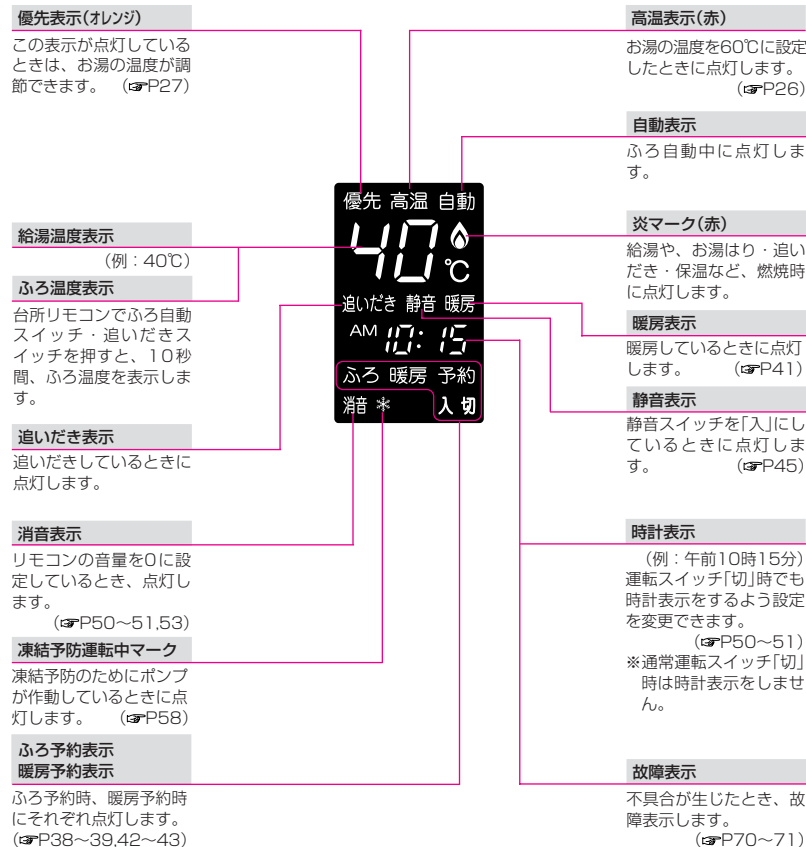 優先表示(オレンジ)
この表示が点灯している
ときは、お湯の温度が調
節できます。 (☞P27)
給湯温度表示
(例:40℃)
ふろ温度表示
台所リモコンでふろ自動
スイッチ・追いだきス
イッチを押すと、10秒
間、ふろ温度を表示しま
す。
追いだき表示
追いだきしているときに
点灯します。
消音表示
リモコンの音量を0に設
定しているとき、点灯し
ます。
(☞P50〜51,53)
凍結予防運転中マーク
凍結予防のためにポンプ
が作動しているときに点
灯します。 (☞P58)
ふろ予約表示
暖房予約表示
ふろ予約時、暖房予約時
にそれぞれ点灯します。
(☞P38〜39,42〜43)
優先 高温 自動
40℃
追いだき 静音 暖房
AM 10:15
ふろ 暖房 予約
消音 ＊ 入 切
高温表示(赤)
お湯の温度を60℃に設定
したときに点灯します。
(☞P26)
自動表示
ふろ自動中に点灯しま
す。
炎マーク(赤)
給湯や、お湯はり・追い
だき・保温など、燃焼時
に点灯します。
暖房表示
暖房しているときに点灯
します。 (☞P41)
静音表示
静音スイッチを｢入｣にし
ているときに点灯しま
す。 (☞P45)
時計表示
(例:午前10時15分)
運転スイッチ｢切｣時でも
時計表示をするよう設定
を変更できます。
(☞P50〜51)
※通常運転スイッチ｢切｣
時は時計表示をしませ
ん。
故障表示
不具合が生じたとき、故
障表示します。
(☞P70〜71)